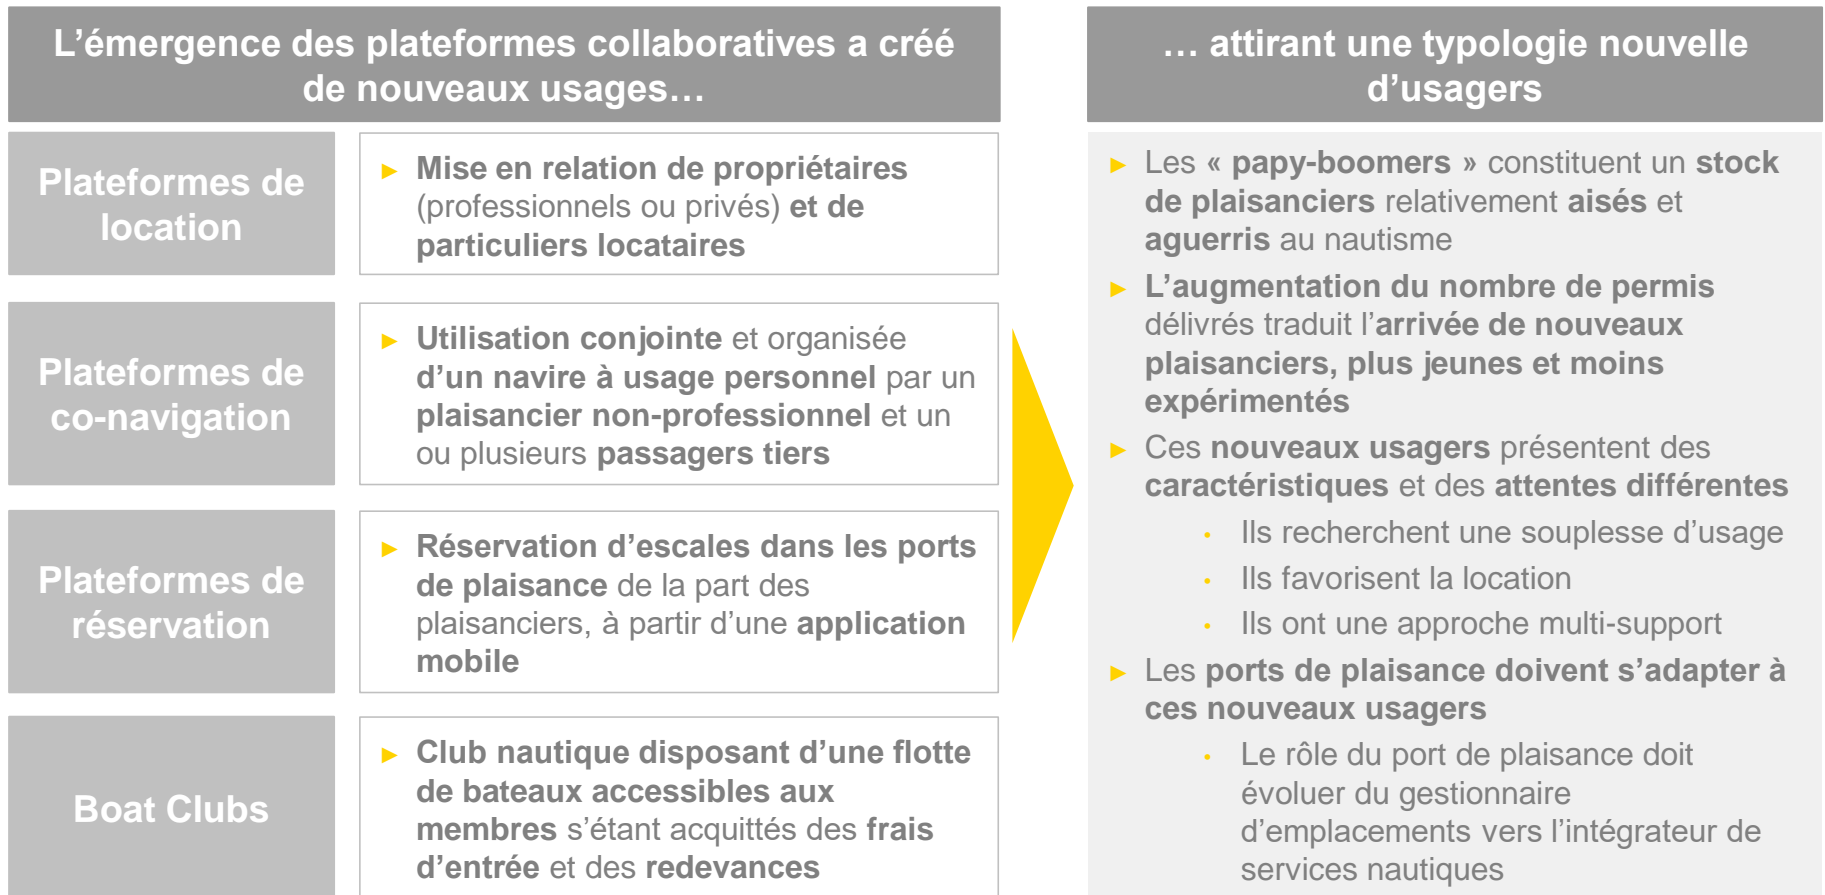 L’émergence des plateformes collaboratives a créé
de nouveaux usages…
Plateformes de
location
► Mise en relation de propriétaires
(professionnels ou privés) et de
particuliers locataires
Plateformes de
co-navigation
► Utilisation conjointe et organisée
d’un navire à usage personnel par un
plaisancier non-professionnel et un
ou plusieurs passagers tiers
Plateformes de
réservation
► Réservation d’escales dans les ports
de plaisance de la part des
plaisanciers, à partir d’une application
mobile
Boat Clubs
► Club nautique disposant d’une flotte
de bateaux accessibles aux
membres s’étant acquittés des frais
d’entrée et des redevances
… attirant une typologie nouvelle
d’usagers
► Les « papy-boomers » constituent un stock
de plaisanciers relativement aisés et
aguerris au nautisme
► L’augmentation du nombre de permis
délivrés traduit l’arrivée de nouveaux
plaisanciers, plus jeunes et moins
expérimentés
► Ces nouveaux usagers présentent des
caractéristiques et des attentes différentes
• Ils recherchent une souplesse d’usage
• Ils favorisent la location
• Ils ont une approche multi-support
► Les ports de plaisance doivent s’adapter à
ces nouveaux usagers
• Le rôle du port de plaisance doit
évoluer du gestionnaire
d’emplacements vers l’intégrateur de
services nautiques